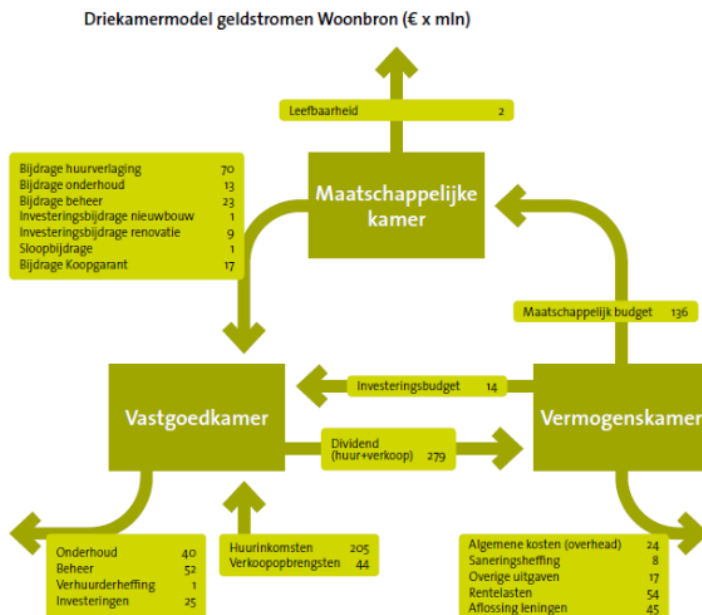 Driekamermodel geldstromen Woonbron (€ x mln)
Leefbaarheid 2
Bijdrage huurverlaging 70
Bijdrage onderhoud 13
Bijdrage beheer 23
Investeringsbijdrage nieuwbouw 1
Investeringsbijdrage renovatie 9
Sloopbijdrage 1
Bijdrage Koopgarant 17
Maatschappelijke
kamer
Maatschappelijk budget 136
Investeringsbudget 14
Vastgoedkamer
Vermogenskamer
Dividend
(huur+verkoop) 279
Onderhoud 40
Beheer 52
Verhuurderheffing 1
Investeringen 25
Huurinkomsten 205
Verkoopopbrengsten 44
Algemene kosten (overhead) 24
Saneringsheffing 8
Overige uitgaven 17
Rentelasten 54
Aflossing leningen 45